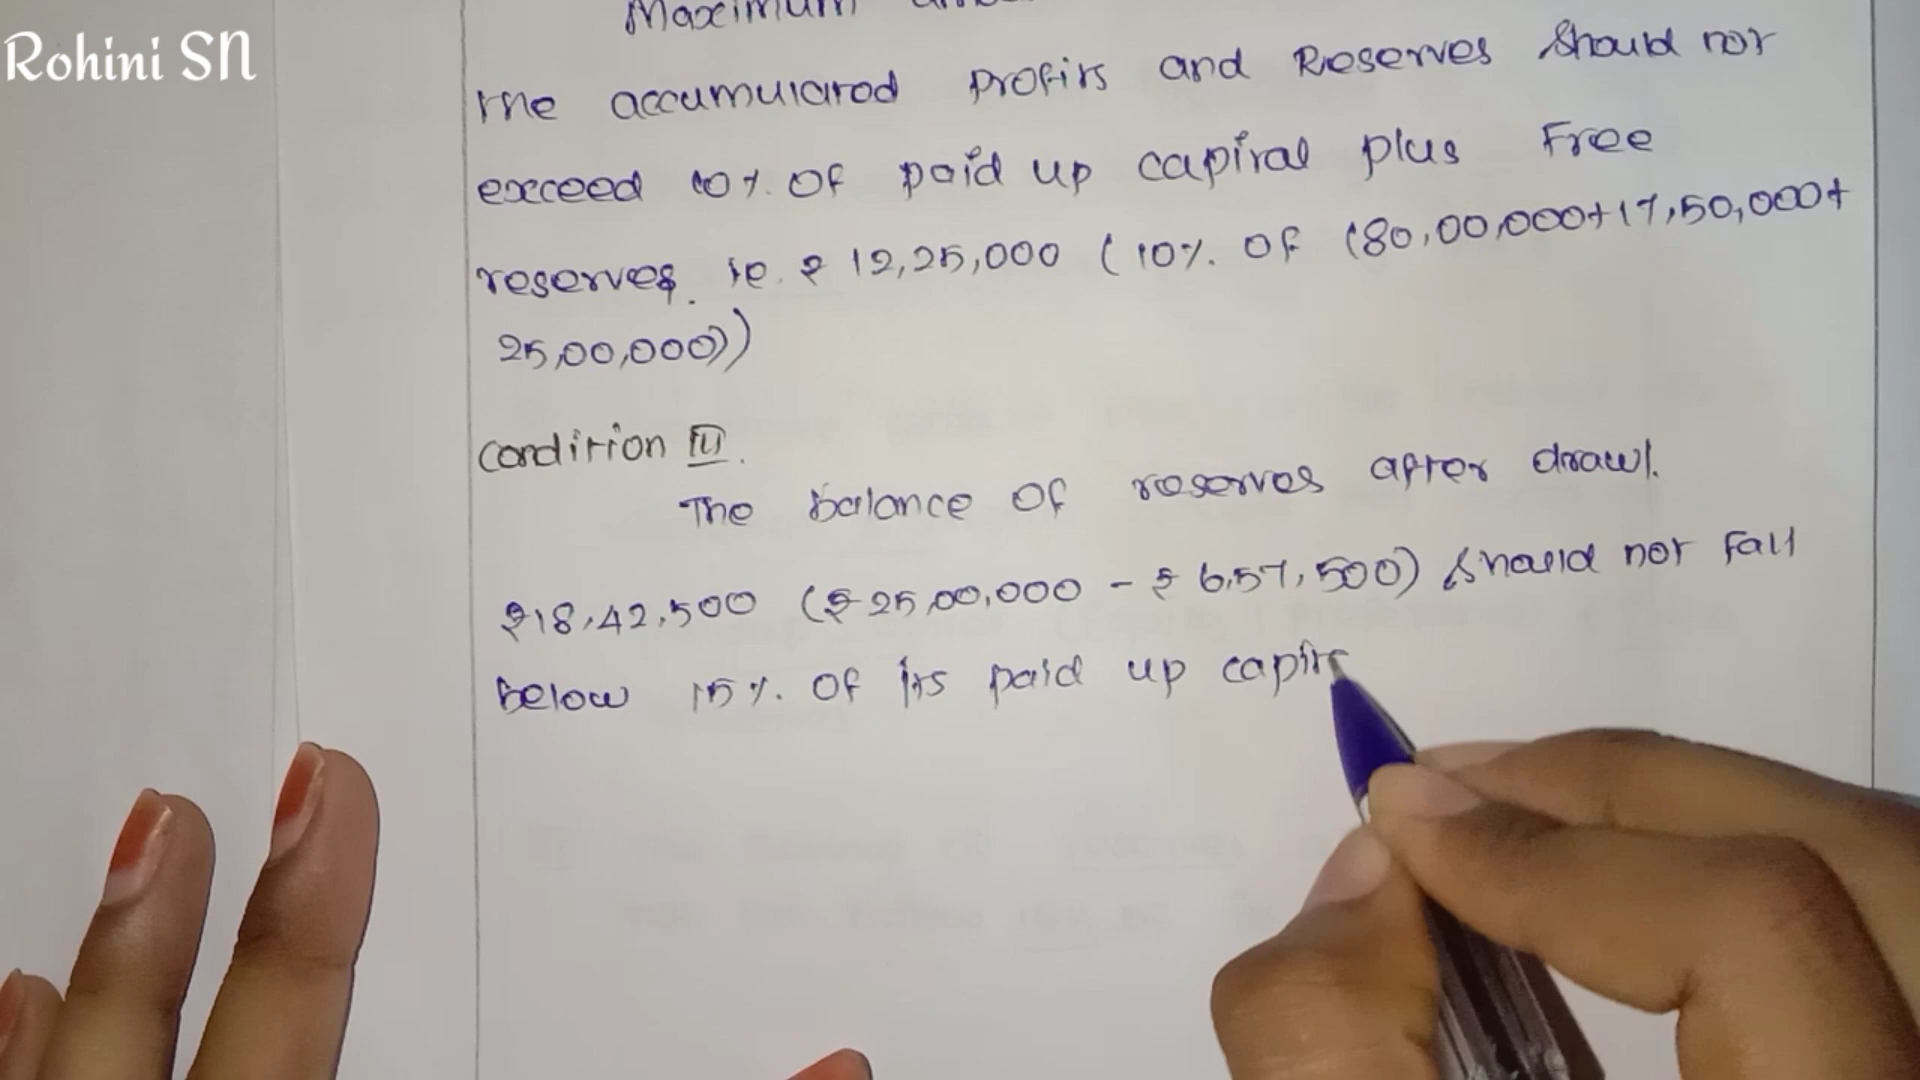 Rohini SN
Maximum
the accumulated profits and Reserves should not
exceed 10% of paid up capital plus Free
reserves ie. ₹ 12,25,000 (10% of (80,00,000+17,50,000+
25,00,000))
condition III.
The balance of reserves after drawl.
₹18,42,500 (₹25,00,000 - ₹6,57,500) should not fall
below 15% of its paid up capit